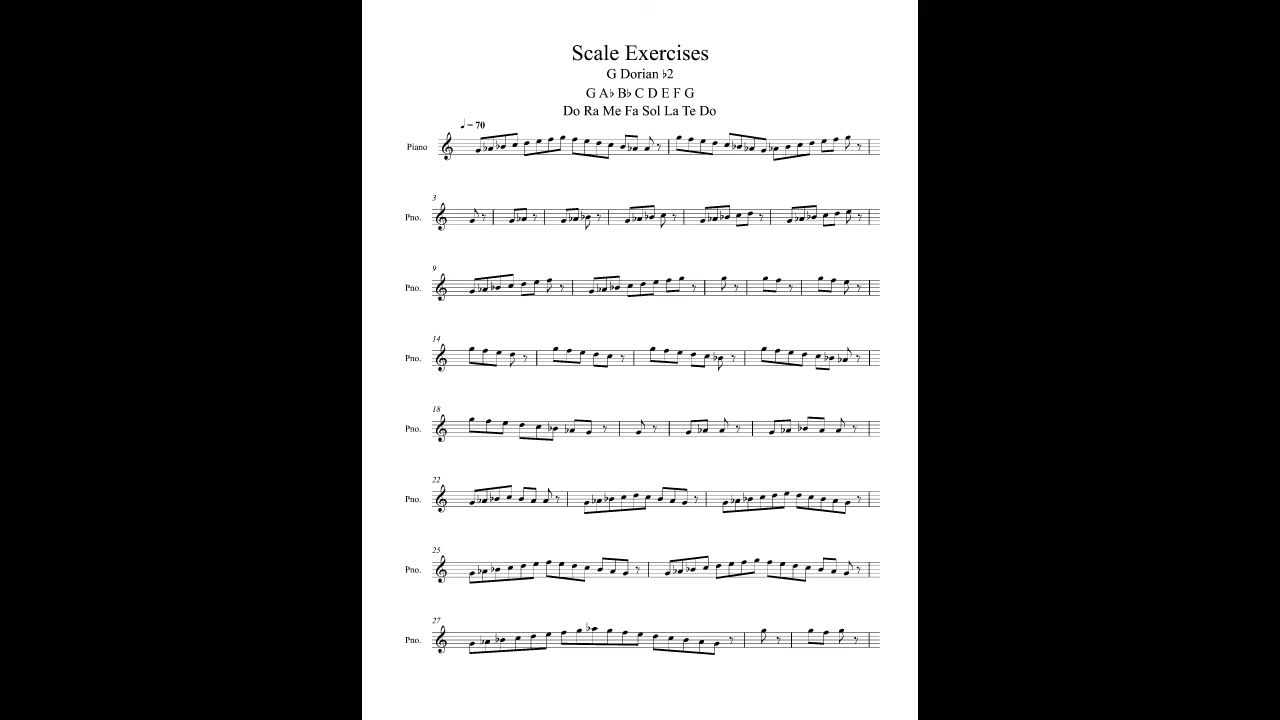 Scale Exercises
G Dorian ♭2
G A♭ B♭ C D E F G
Do Ra Me Fa Sol La Te Do
♩ = 70
Piano
3
Pno.
9
Pno.
14
Pno.
18
Pno.
22
Pno.
25
Pno.
27
Pno.